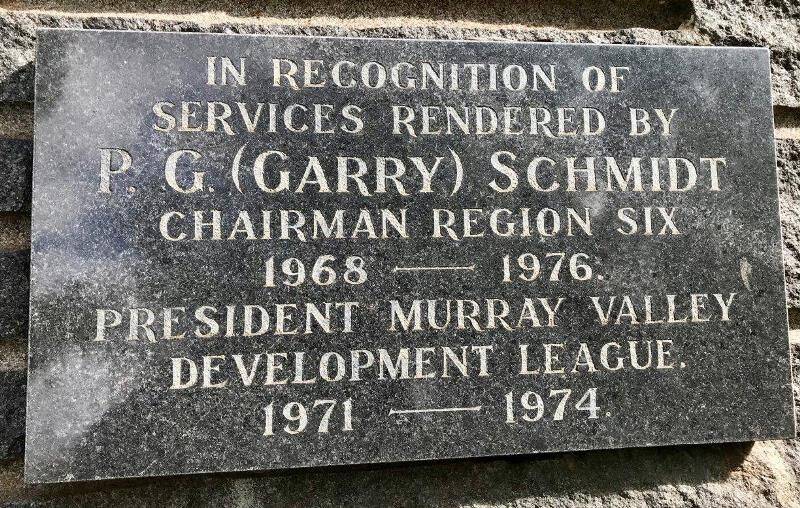 IN RECOGNITION OF
SERVICES RENDERED BY
P. G. (GARRY) SCHMIDT
CHAIRMAN REGION SIX
1968 — 1976.
PRESIDENT MURRAY VALLEY
DEVELOPMENT LEAGUE.
1971 — 1974.